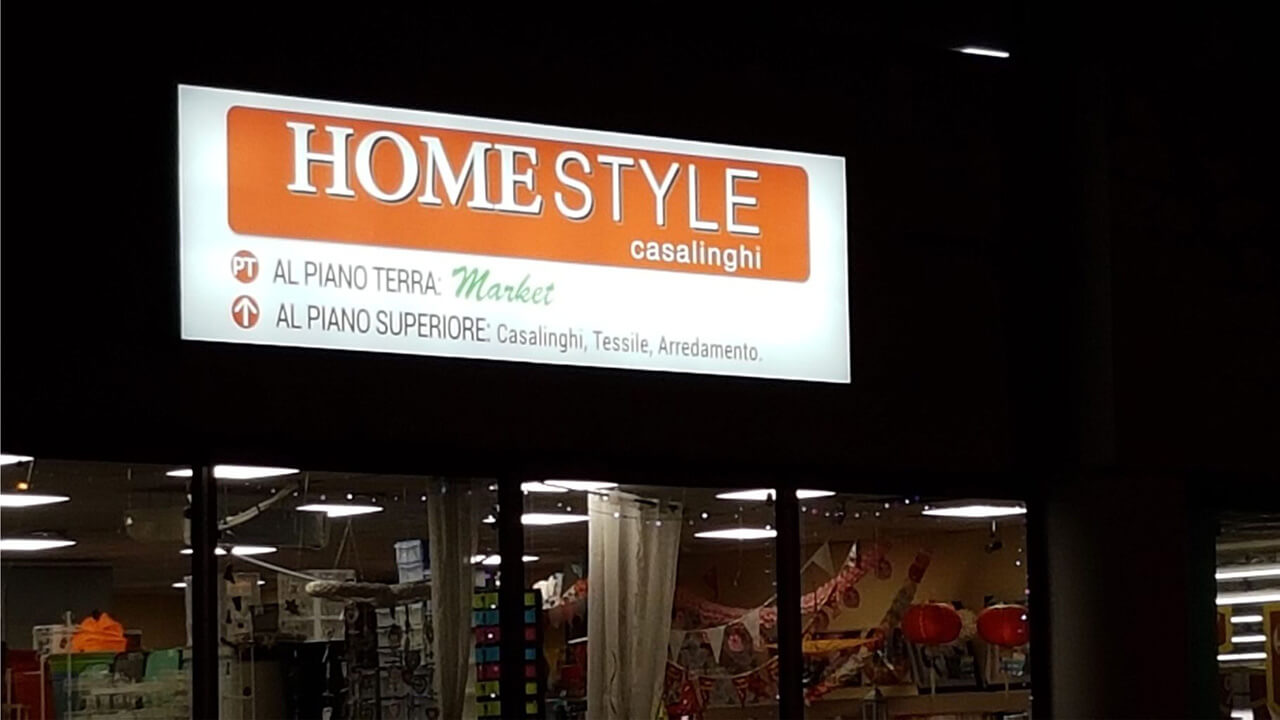 HOME STYLE
casalinghi
PT AL PIANO TERRA: Market
↑ AL PIANO SUPERIORE: Casalinghi, Tessile, Arredamento.